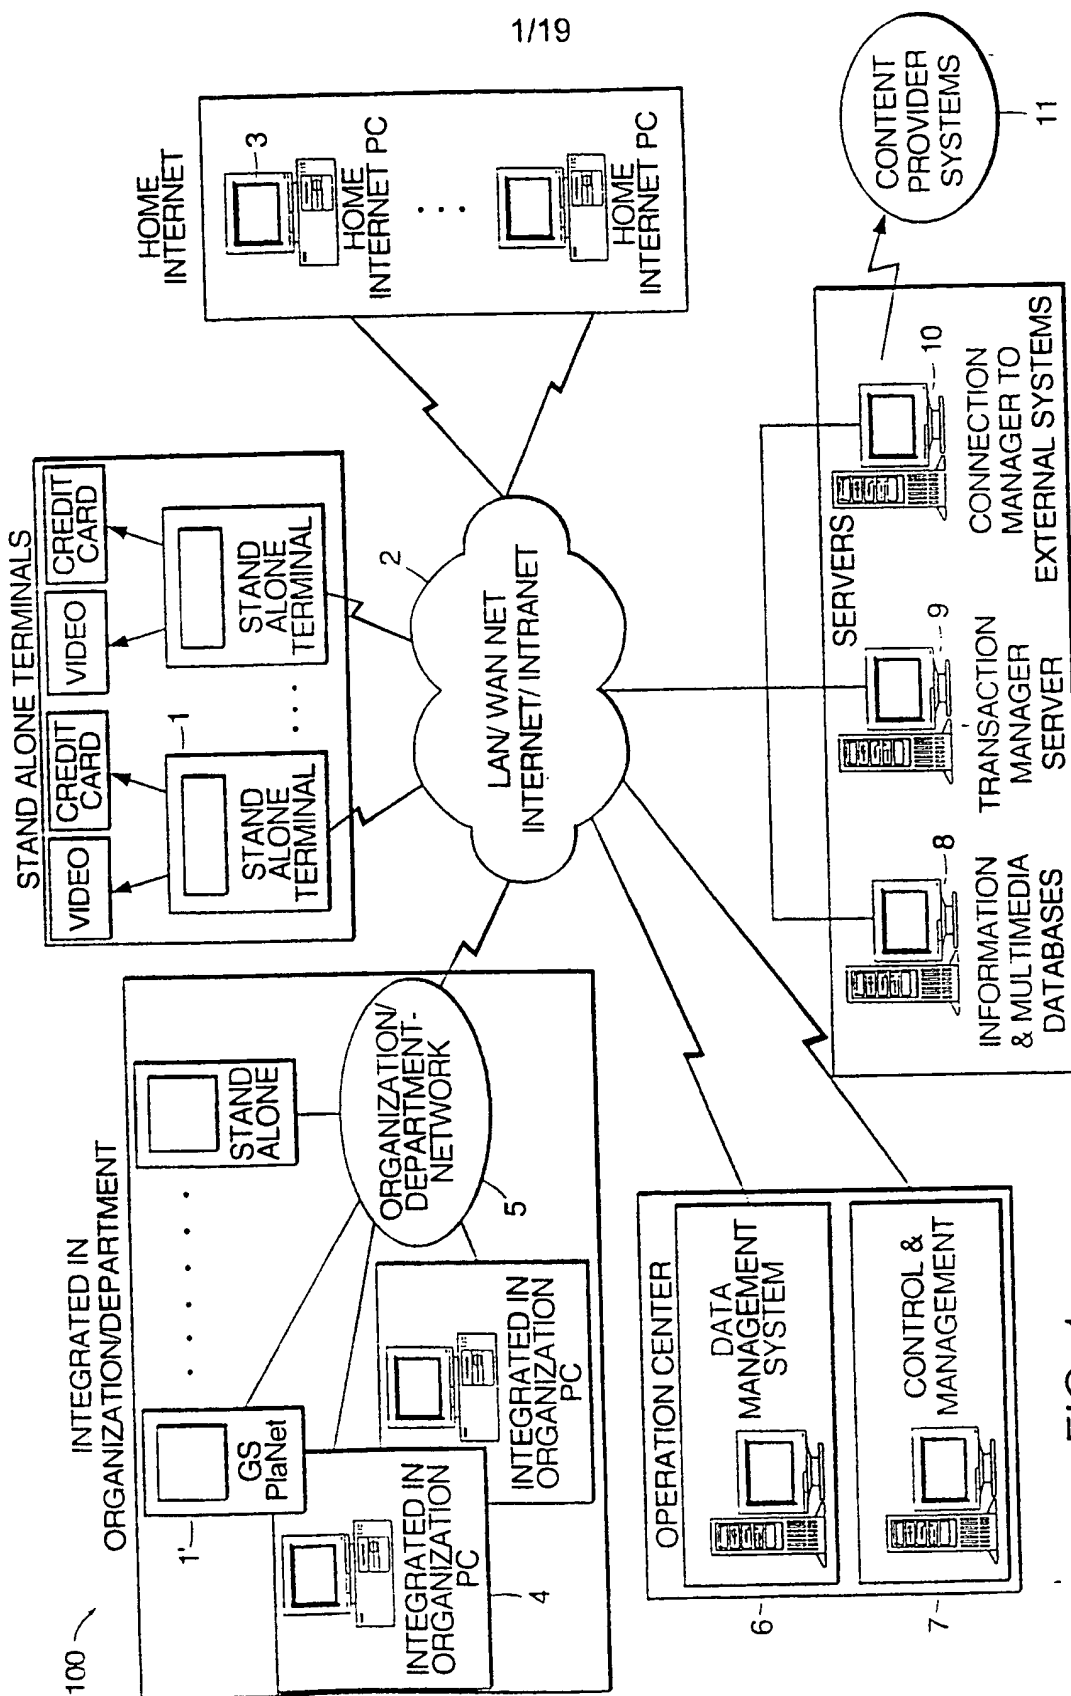 1/19
100
INTEGRATED IN
ORGANIZATION/DEPARTMENT
1'
GS
PlaNet
. . . . . .
STAND
ALONE
INTEGRATED IN
ORGANIZATION
PC
4
INTEGRATED IN
ORGANIZATION
PC
ORGANIZATION/
DEPARTMENT-
NETWORK
5
STAND ALONE TERMINALS
VIDEO
CREDIT
CARD
VIDEO
CREDIT
CARD
1
STAND
ALONE
TERMINAL
. . .
STAND
ALONE
TERMINAL
HOME
INTERNET
3
HOME
INTERNET PC
. . .
HOME
INTERNET PC
2
LAN/ WAN NET
INTERNET/ INTRANET
OPERATION CENTER
DATA
MANAGEMENT
SYSTEM
6
CONTROL &
MANAGEMENT
7
SERVERS
8
INFORMATION
& MULTIMEDIA
DATABASES
9
TRANSACTION
MANAGER
SERVER
10
CONNECTION
MANAGER TO
EXTERNAL SYSTEMS
CONTENT
PROVIDER
SYSTEMS
11